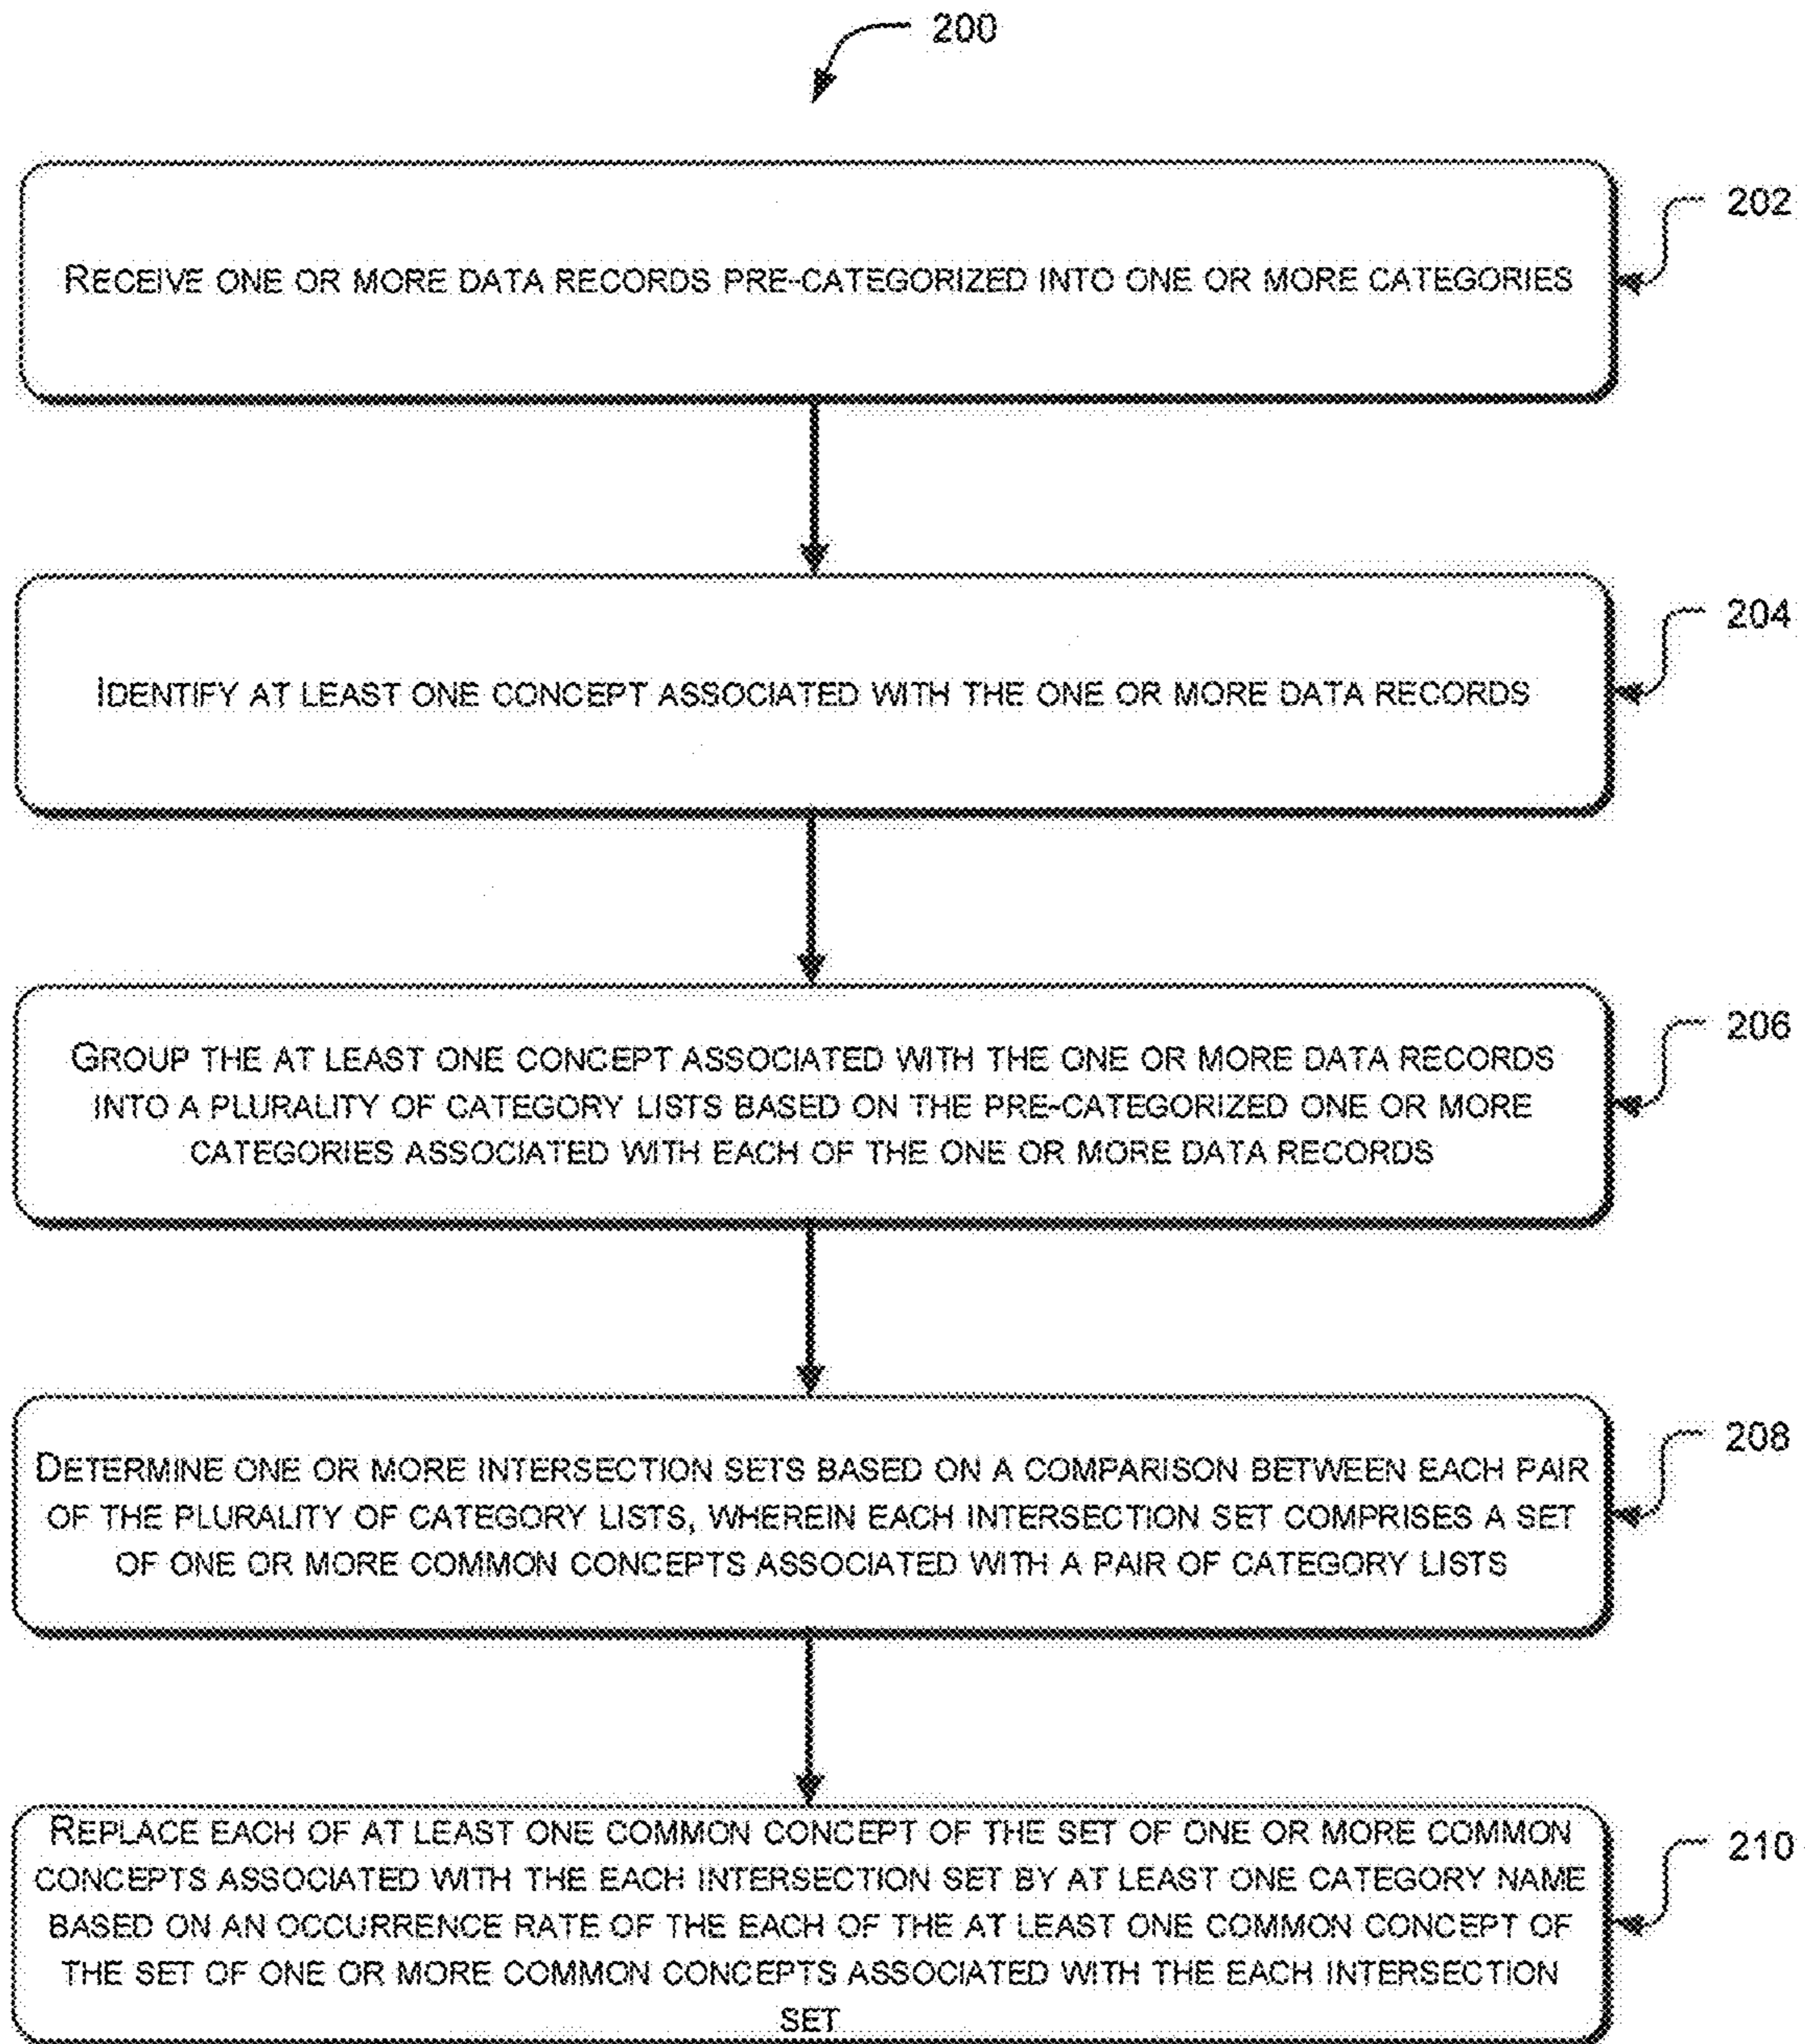 200
RECEIVE ONE OR MORE DATA RECORDS PRE-CATEGORIZED INTO ONE OR MORE CATEGORIES
202
IDENTIFY AT LEAST ONE CONCEPT ASSOCIATED WITH THE ONE OR MORE DATA RECORDS
204
GROUP THE AT LEAST ONE CONCEPT ASSOCIATED WITH THE ONE OR MORE DATA RECORDS
INTO A PLURALITY OF CATEGORY LISTS BASED ON THE PRE-CATEGORIZED ONE OR MORE
CATEGORIES ASSOCIATED WITH EACH OF THE ONE OR MORE DATA RECORDS
206
DETERMINE ONE OR MORE INTERSECTION SETS BASED ON A COMPARISON BETWEEN EACH PAIR
OF THE PLURALITY OF CATEGORY LISTS, WHEREIN EACH INTERSECTION SET COMPRISES A SET
OF ONE OR MORE COMMON CONCEPTS ASSOCIATED WITH A PAIR OF CATEGORY LISTS
208
REPLACE EACH OF AT LEAST ONE COMMON CONCEPT OF THE SET OF ONE OR MORE COMMON
CONCEPTS ASSOCIATED WITH THE EACH INTERSECTION SET BY AT LEAST ONE CATEGORY NAME
BASED ON AN OCCURRENCE RATE OF THE EACH OF THE AT LEAST ONE COMMON CONCEPT OF
THE SET OF ONE OR MORE COMMON CONCEPTS ASSOCIATED WITH THE EACH INTERSECTION
SET
210